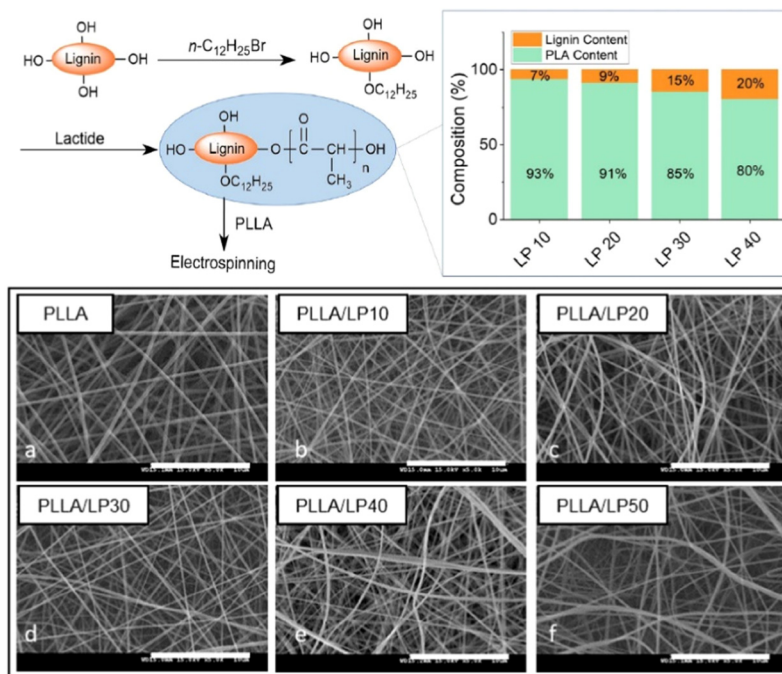 OH
HO
Lignin
OH
OH
n-C12H25Br
OH
HO
Lignin
OH
OC12H25
Lactide
OH
HO
Lignin
O
O
C
CH
OH
n
CH3
OC12H25
PLLA
Electrospinning
Lignin Content
PLA Content
Composition (%)
100
50
0
7%
9%
15%
20%
93%
91%
85%
80%
LP 10
LP 20
LP 30
LP 40
PLLA
a
PLLA/LP10
b
PLLA/LP20
c
PLLA/LP30
d
PLLA/LP40
e
PLLA/LP50
f